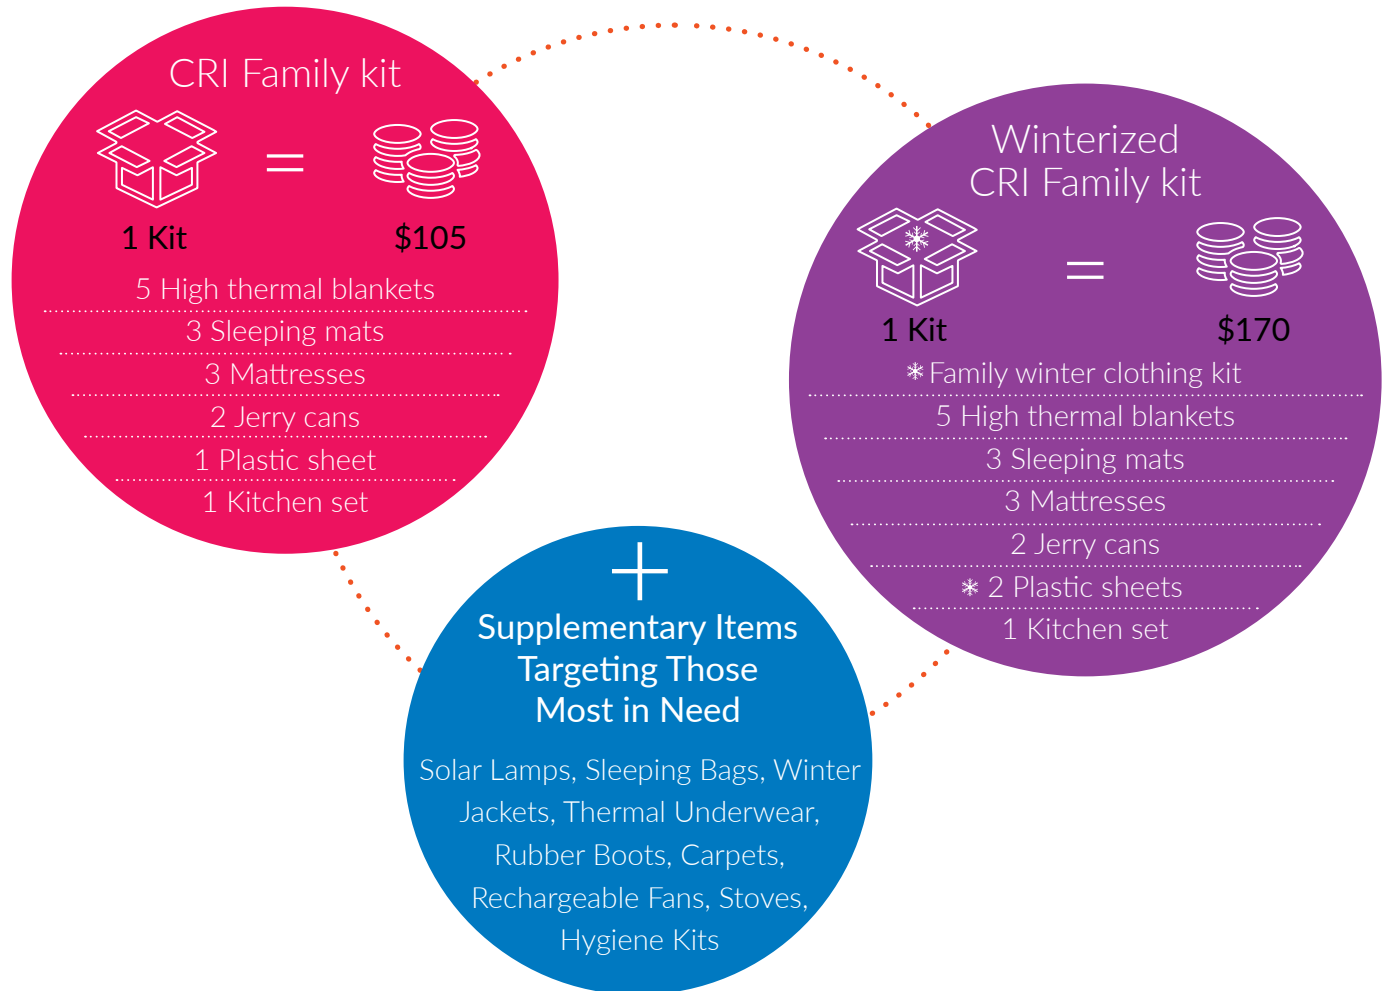 CRI Family kit
=
1 Kit
$105
5 High thermal blankets
3 Sleeping mats
3 Mattresses
2 Jerry cans
1 Plastic sheet
1 Kitchen set
Winterized
CRI Family kit
=
1 Kit
$170
Family winter clothing kit
5 High thermal blankets
3 Sleeping mats
3 Mattresses
2 Jerry cans
2 Plastic sheets
1 Kitchen set
+
Supplementary Items
Targeting Those
Most in Need
Solar Lamps, Sleeping Bags, Winter
Jackets, Thermal Underwear,
Rubber Boots, Carpets,
Rechargeable Fans, Stoves,
Hygiene Kits